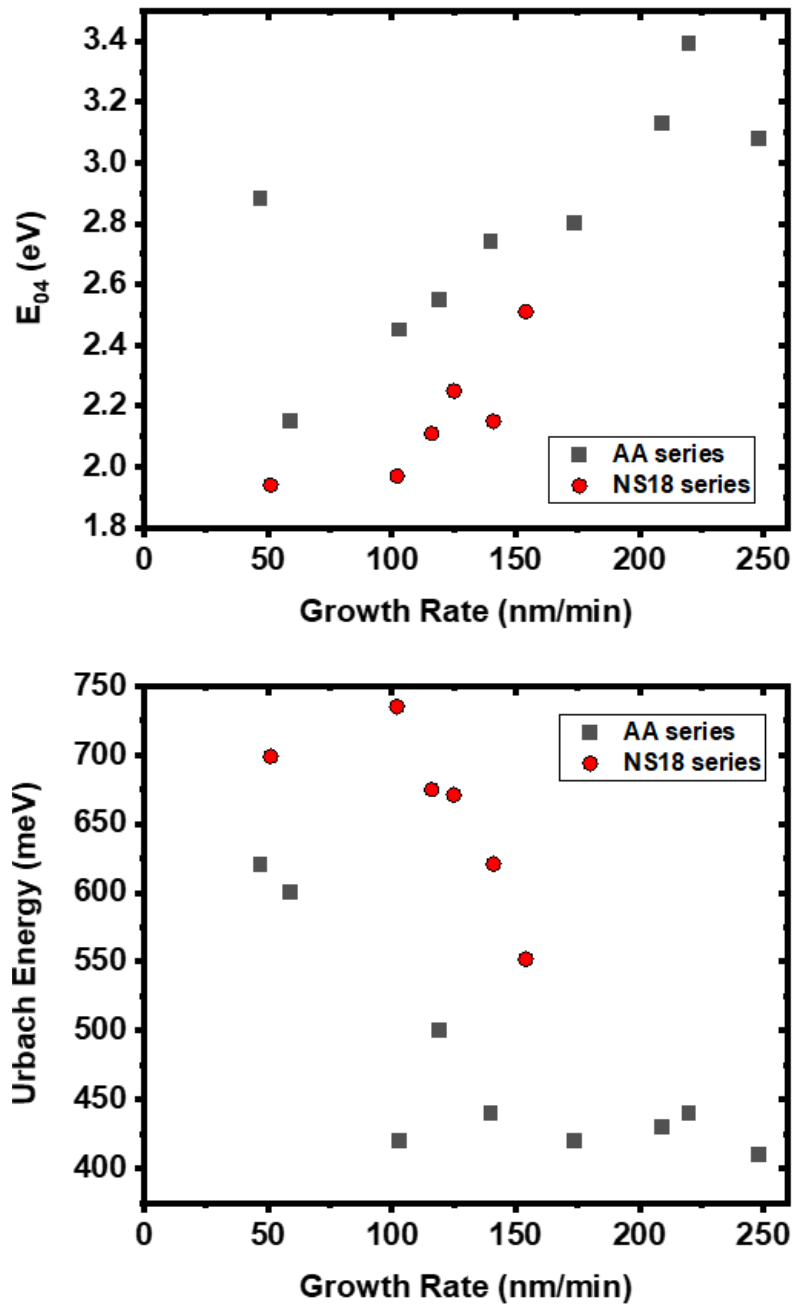 3.4
3.2
3.0
2.8
2.6
2.4
2.2
2.0
1.8
E04 (eV)
AA series
NS18 series
0 50 100 150 200 250
Growth Rate (nm/min)
750
700
650
600
550
500
450
400
Urbach Energy (meV)
AA series
NS18 series
0 50 100 150 200 250
Growth Rate (nm/min)